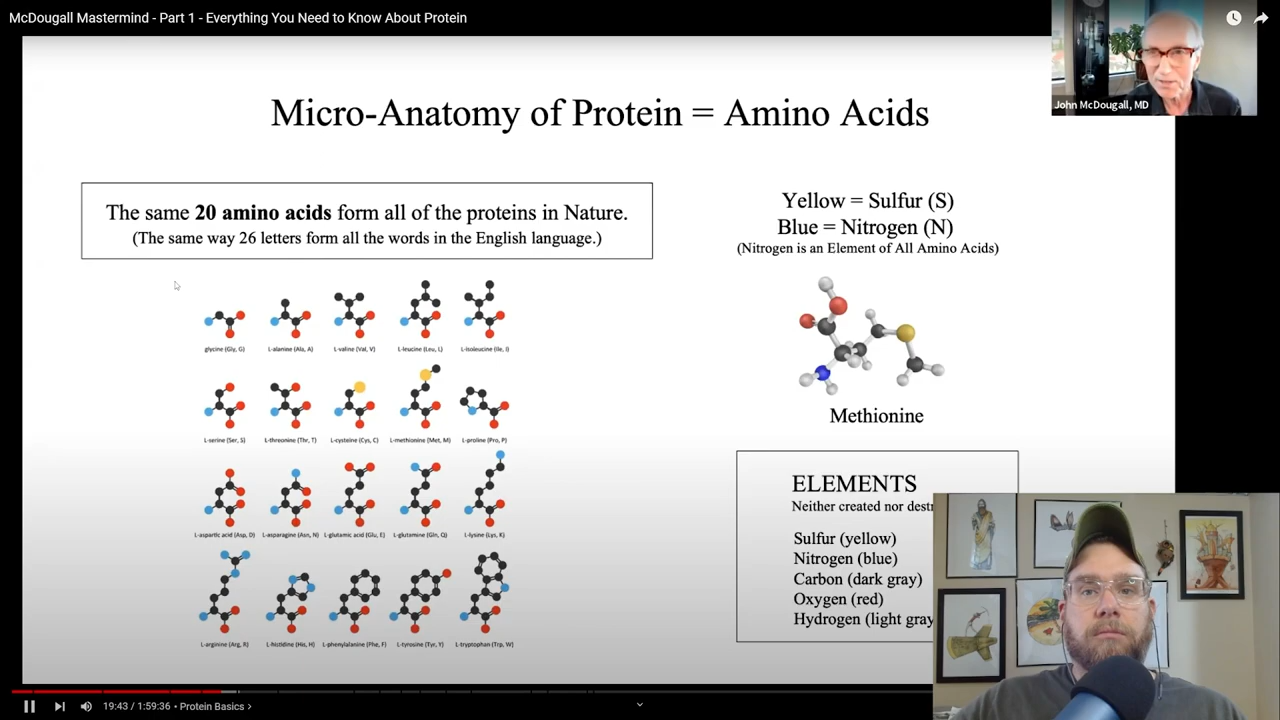 McDougall Mastermind - Part 1 - Everything You Need to Know About Protein
John McDougall, MD
Micro-Anatomy of Protein = Amino Acids
The same 20 amino acids form all of the proteins in Nature.
(The same way 26 letters form all the words in the English language.)
glycine (Gly, G) L-alanine (Ala, A) L-valine (Val, V) L-leucine (Leu, L) L-isoleucine (Ile, I)
L-serine (Ser, S) L-threonine (Thr, T) L-cysteine (Cys, C) L-methionine (Met, M) L-proline (Pro, P)
L-aspartic acid (Asp, D) L-asparagine (Asn, N) L-glutamic acid (Glu, E) L-glutamine (Gln, Q) L-lysine (Lys, K)
L-arginine (Arg, R) L-histidine (His, H) L-phenylalanine (Phe, F) L-tyrosine (Tyr, Y) L-tryptophan (Trp, W)
Yellow = Sulfur (S)
Blue = Nitrogen (N)
(Nitrogen is an Element of All Amino Acids)
Methionine
ELEMENTS
Neither created nor destr
Sulfur (yellow)
Nitrogen (blue)
Carbon (dark gray)
Oxygen (red)
Hydrogen (light gray
19:43 / 1:59:36 • Protein Basics >